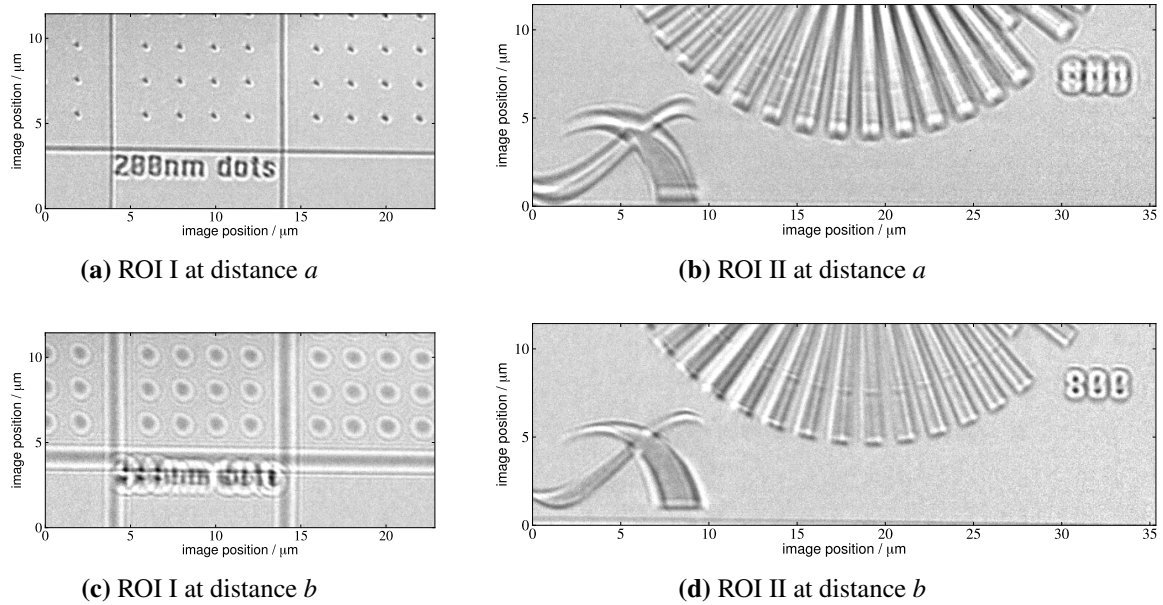 image position / μm
10
5
0
200nm dots
0 5 10 15 20
image position / μm
(a) ROI I at distance a
image position / μm
10
5
0
0 5 10 15 20 25 30 35
image position / μm
(b) ROI II at distance a
image position / μm
10
5
0
0 5 10 15 20
image position / μm
(c) ROI I at distance b
image position / μm
10
5
0
800
0 5 10 15 20 25 30 35
image position / μm
(d) ROI II at distance b